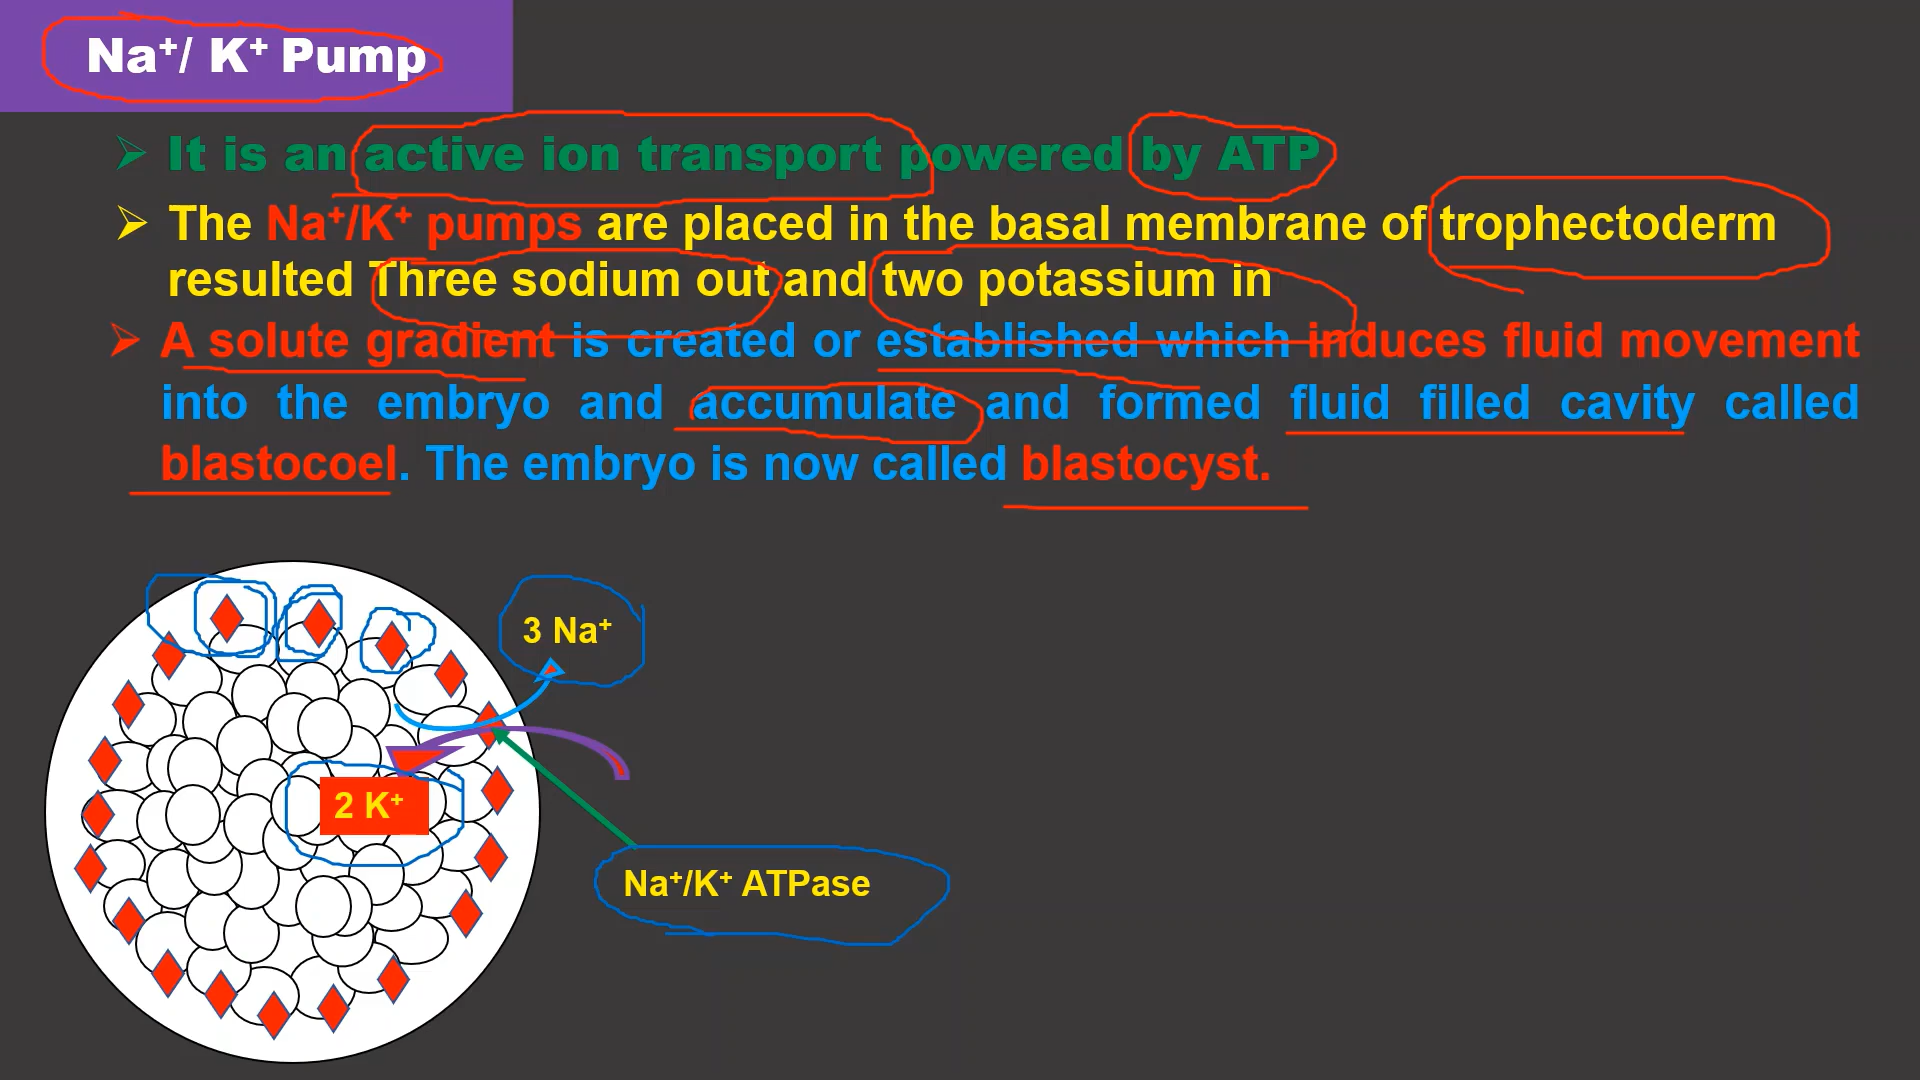 Na⁺/ K⁺ Pump
➢ It is an active ion transport powered by ATP
➢ The Na⁺/K⁺ pumps are placed in the basal membrane of trophectoderm
resulted Three sodium out and two potassium in
➢ A solute gradient is created or established which induces fluid movement
into the embryo and accumulate and formed fluid filled cavity called
blastocoel. The embryo is now called blastocyst.
3 Na⁺
2 K⁺
Na⁺/K⁺ ATPase